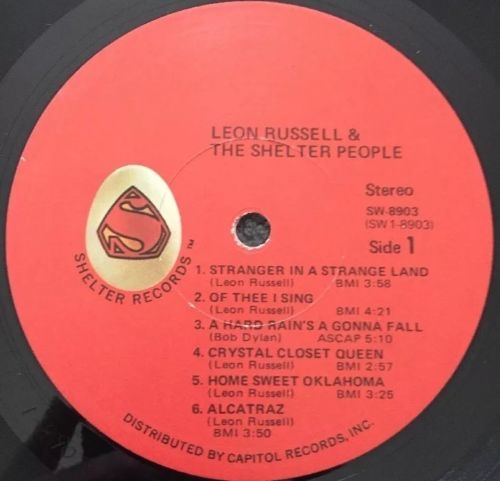 LEON RUSSELL &
THE SHELTER PEOPLE
Stereo
SW-8903
(SW1-8903)
Side 1
SHELTER RECORDS ™
1. STRANGER IN A STRANGE LAND
(Leon Russell) BMI 3:58
2. OF THEE I SING
(Leon Russell) BMI 4:21
3. A HARD RAIN'S A GONNA FALL
(Bob Dylan) ASCAP 5:10
4. CRYSTAL CLOSET QUEEN
(Leon Russell) BMI 2:57
5. HOME SWEET OKLAHOMA
(Leon Russell) BMI 3:25
6. ALCATRAZ
(Leon Russell)
BMI 3:50
DISTRIBUTED BY CAPITOL RECORDS, INC.